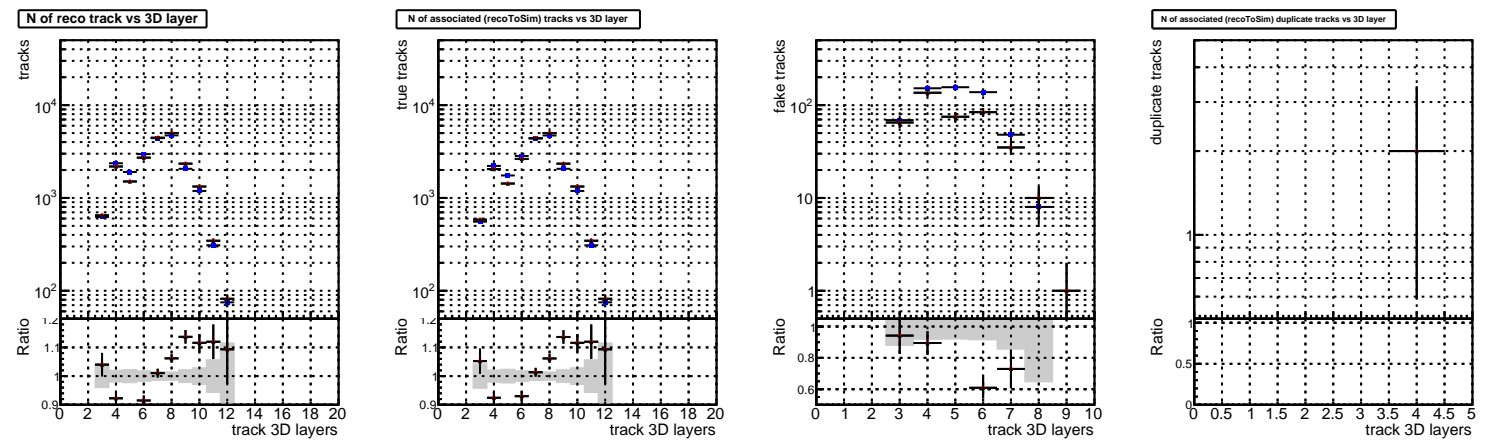 N of reco track vs 3D layer
tracks
10^4
10^3
10^2
Ratio
1.2
1.1
1
0.9
0 2 4 6 8 10 12 14 16 18 20
track 3D layers
N of associated (recoToSim) tracks vs 3D layer
true tracks
10^4
10^3
10^2
Ratio
1.2
1.1
1
0.9
0 2 4 6 8 10 12 14 16 18 20
track 3D layers
fake tracks
10^2
10
1
Ratio
1
0.8
0.6
0 1 2 3 4 5 6 7 8 9 10
track 3D layers
N of associated (recoToSim) duplicate tracks vs 3D layer
duplicate tracks
1
Ratio
1
0.5
0
0 0.5 1 1.5 2 2.5 3 3.5 4 4.5 5
track 3D layers